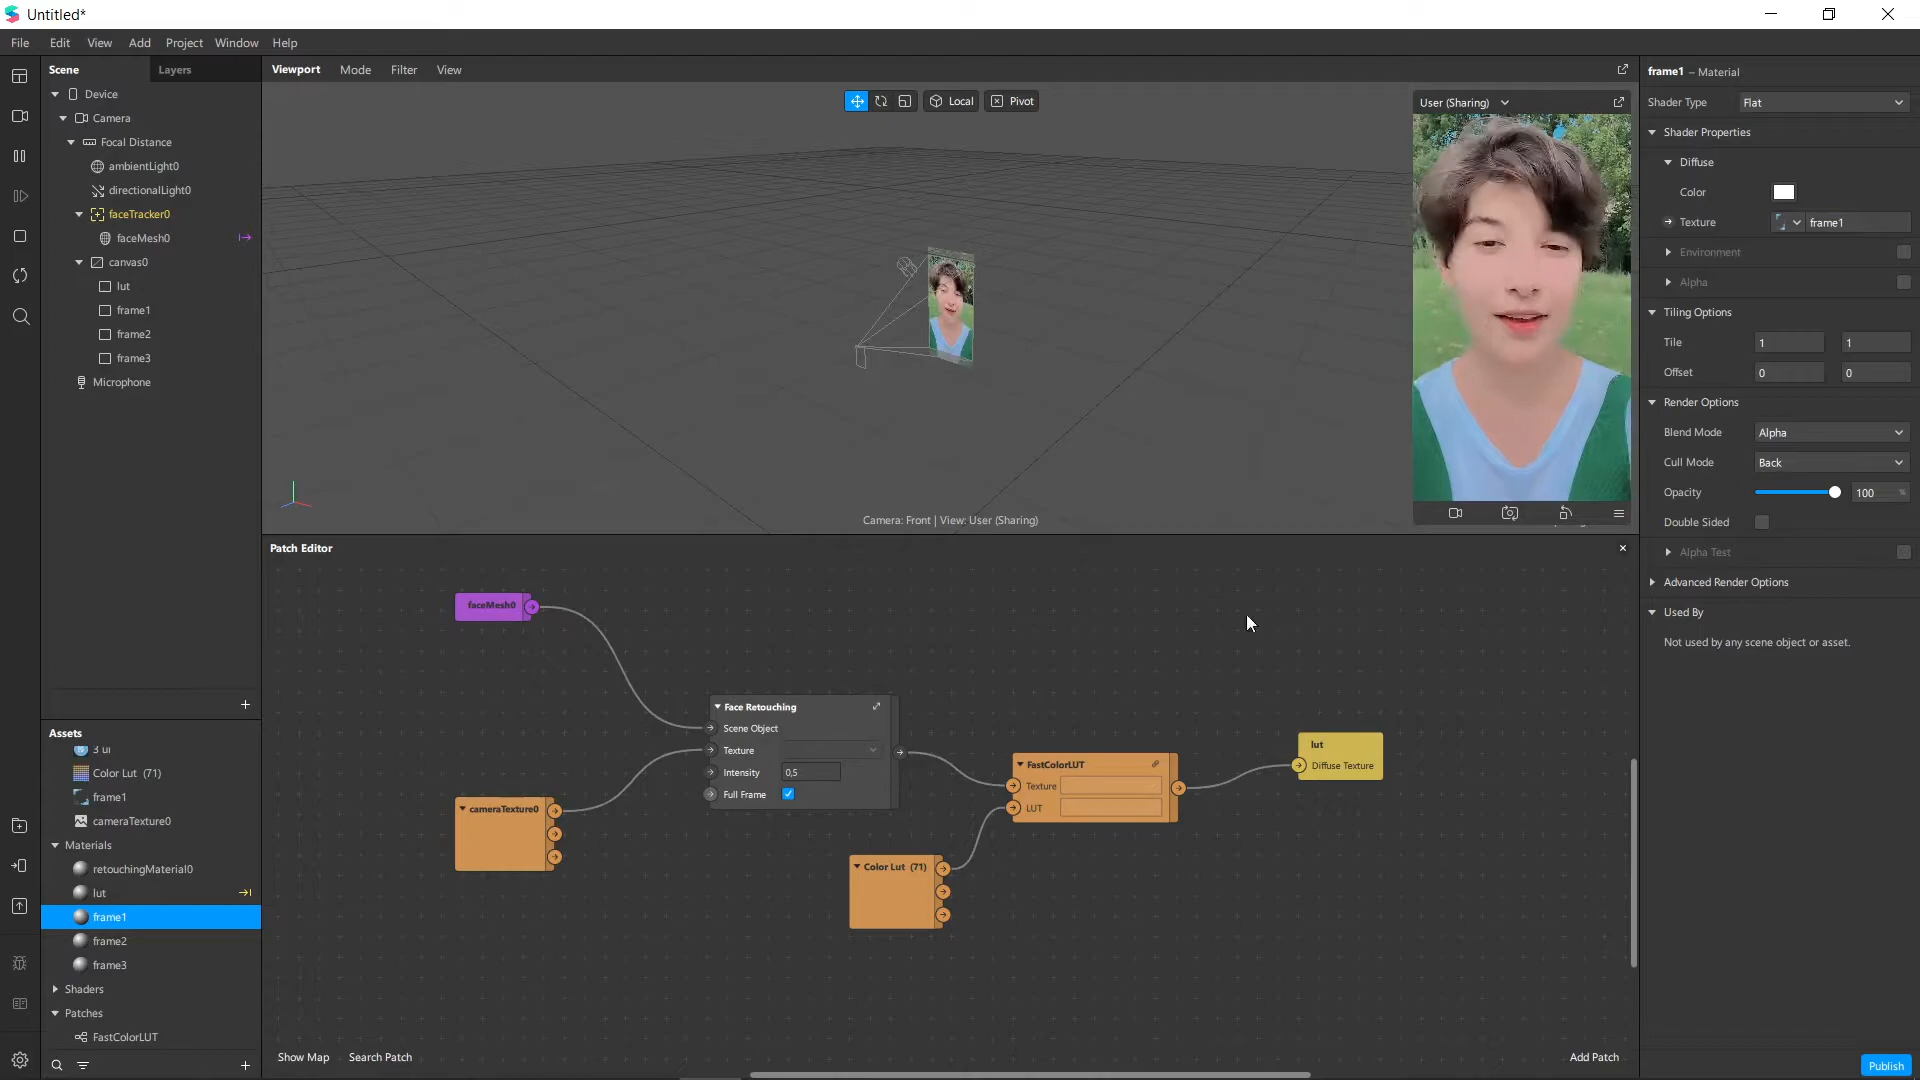 Untitled*
File Edit View Add Project Window Help
Scene Layers
Device
Camera
Focal Distance
ambientLight0
directionalLight0
faceTracker0
faceMesh0
canvas0
lut
frame1
frame2
frame3
Microphone
Assets
3 ui
Color Lut (71)
frame1
cameraTexture0
Materials
retouchingMaterial0
lut
frame1
frame2
frame3
Shaders
Patches
FastColorLUT
Viewport Mode Filter View
Local Pivot
User (Sharing)
Camera: Front | View: User (Sharing)
Patch Editor
faceMesh0
cameraTexture0
Face Retouching
Scene Object
Texture
Intensity 0,5
Full Frame
Color Lut (71)
FastColorLUT
Texture
LUT
lut
Diffuse Texture
Show Map Search Patch
Add Patch
frame1 – Material
Shader Type Flat
Shader Properties
Diffuse
Color
Texture frame1
Environment
Alpha
Tiling Options
Tile 1 1
Offset 0 0
Render Options
Blend Mode Alpha
Cull Mode Back
Opacity 100 %
Double Sided
Alpha Test
Advanced Render Options
Used By
Not used by any scene object or asset.
Publish